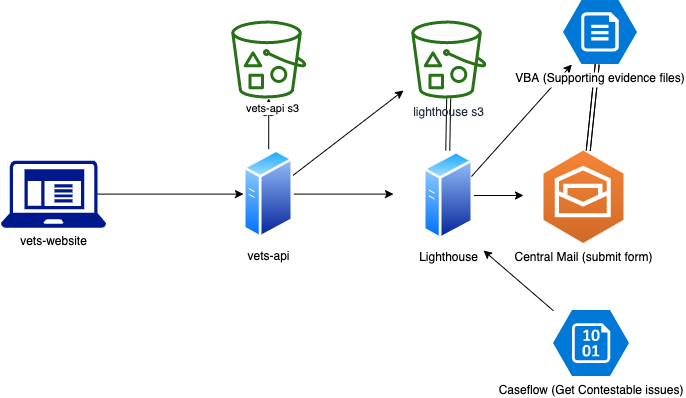 vets-api s3
lighthouse s3
VBA (Supporting evidence files)
vets-website
vets-api
Lighthouse
Central Mail (submit form)
10
01
Caseflow (Get Contestable issues)